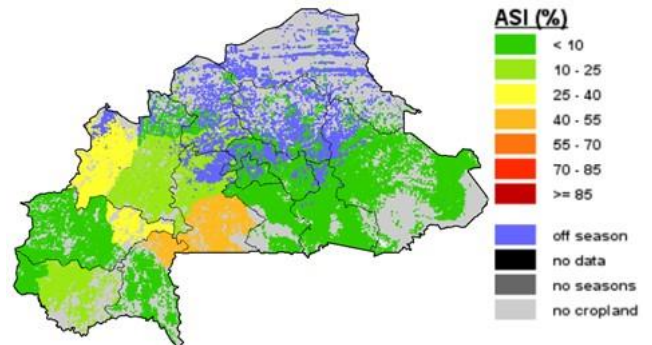 ASI (%)
< 10
10 - 25
25 - 40
40 - 55
55 - 70
70 - 85
>= 85
off season
no data
no seasons
no cropland